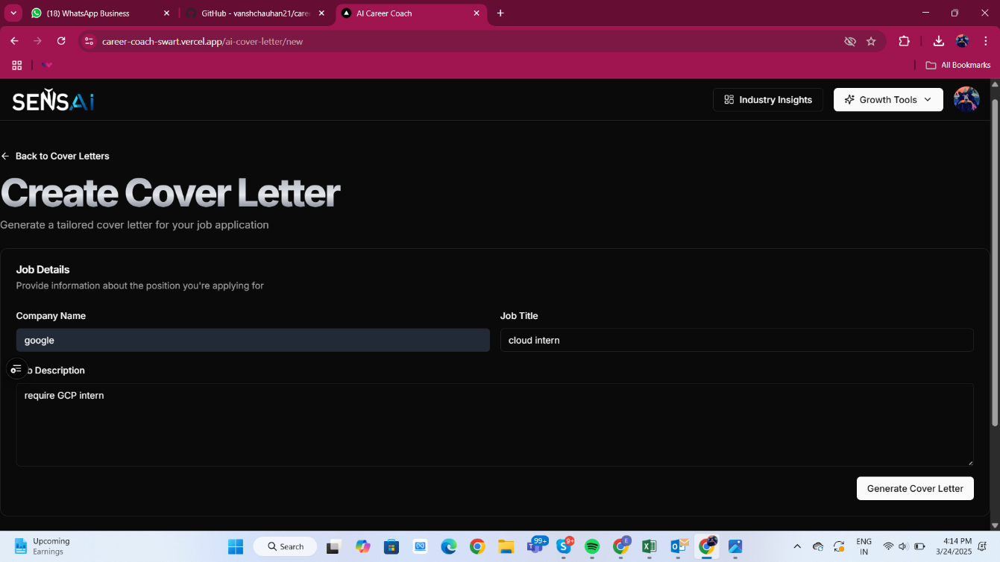 (18) WhatsApp Business
GitHub - vanshchauhan21/caree
AI Career Coach
career-coach-swart.vercel.app/ai-cover-letter/new
All Bookmarks
SENSAi
Industry Insights
Growth Tools
Back to Cover Letters
Create Cover Letter
Generate a tailored cover letter for your job application
Job Details
Provide information about the position you're applying for
Company Name
Job Title
google
cloud intern
b Description
require GCP intern
Generate Cover Letter
Upcoming
Earnings
Search
99+
9+
E
ENG
IN
4:14 PM
3/24/2025